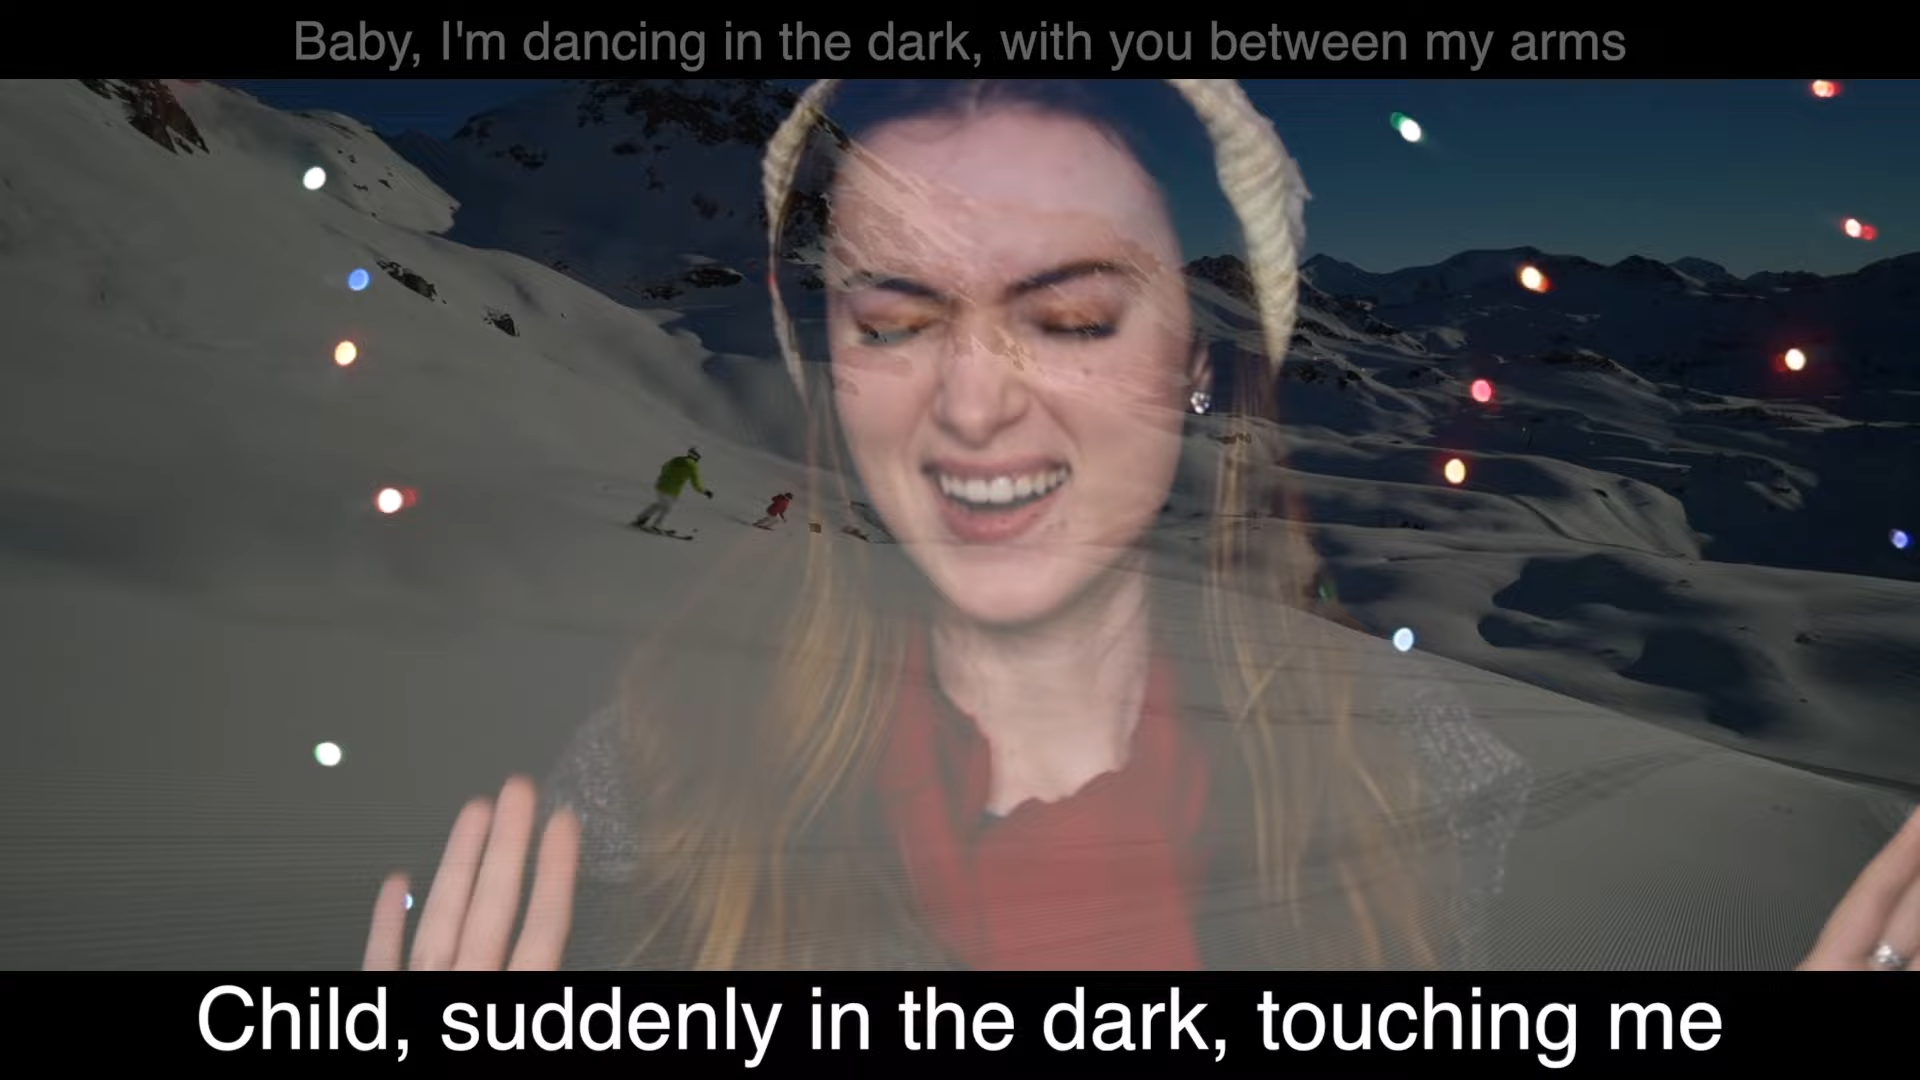 Baby, I'm dancing in the dark, with you between my arms
Child, suddenly in the dark, touching me